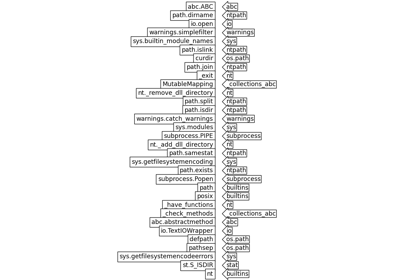 abc.ABC abc
path.dirname ntpath
io.open io
warnings.simplefilter warnings
sys.builtin_module_names sys
path.islink ntpath
curdir os.path
path.join ntpath
_exit nt
MutableMapping _collections_abc
nt._remove_dll_directory nt
path.split ntpath
path.isdir ntpath
warnings.catch_warnings warnings
sys.modules sys
subprocess.PIPE subprocess
nt._add_dll_directory nt
path.samestat ntpath
sys.getfilesystemencoding sys
path.exists ntpath
subprocess.Popen subprocess
path builtins
posix builtins
_have_functions nt
_check_methods _collections_abc
abc.abstractmethod abc
io.TextIOWrapper io
defpath os.path
pathsep os.path
sys.getfilesystemencodeerrors sys
st.S_ISDIR stat
nt builtins